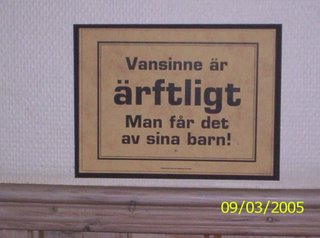 Vansinne är
ärftligt
Man får det
av sina barn!
09/03/2005